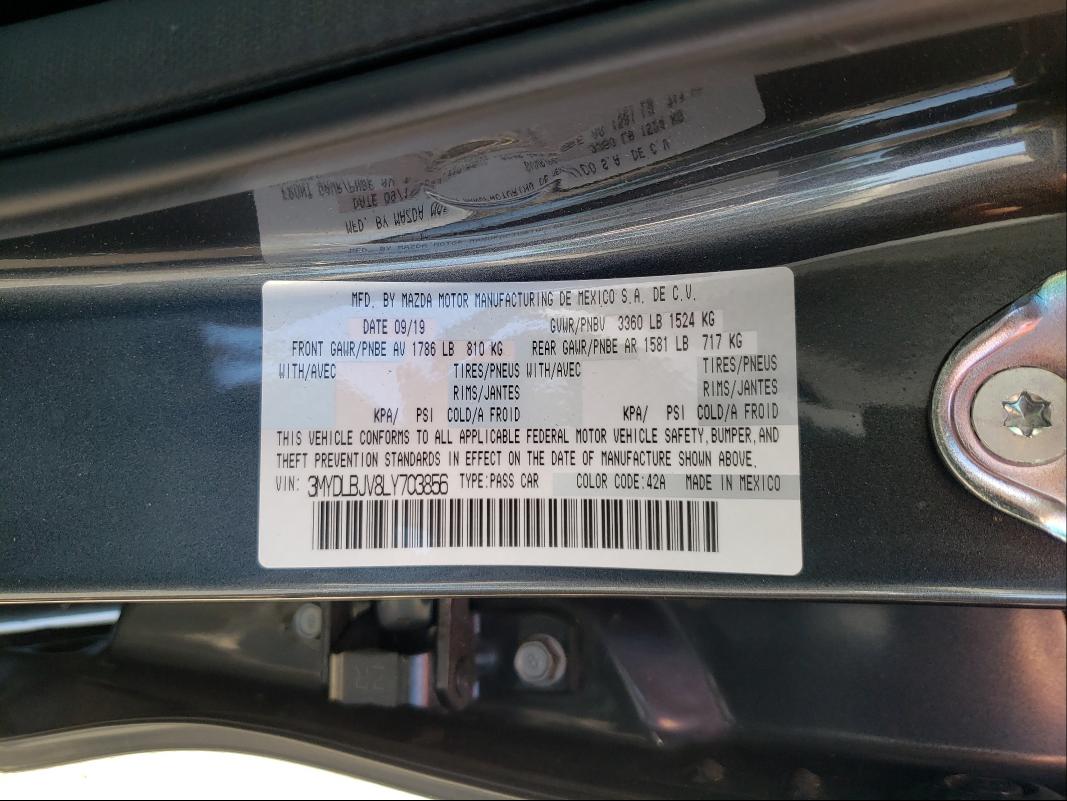 MFD. BY MAZDA MOTOR MANUFACTURING DE MEXICO S.A. DE C.V.
DATE 09/19 GVWR/PNBV 3360 LB 1524 KG
FRONT GAWR/PNBE AV 1786 LB 810 KG REAR GAWR/PNBE AR 1581 LB 717 KG
WITH/AVEC - TIRES/PNEUS WITH/AVEC - TIRES/PNEUS
RIMS/JANTES RIMS/JANTES
KPA/ PSI COLD/A FROID KPA/ PSI COLD/A FROID
THIS VEHICLE CONFORMS TO ALL APPLICABLE FEDERAL MOTOR VEHICLE SAFETY,BUMPER,AND
THEFT PREVENTION STANDARDS IN EFFECT ON THE DATE OF MANUFACTURE SHOWN ABOVE.
VIN: 3MYDLBJV8LY703856 TYPE:PASS CAR COLOR CODE:42A MADE IN MEXICO